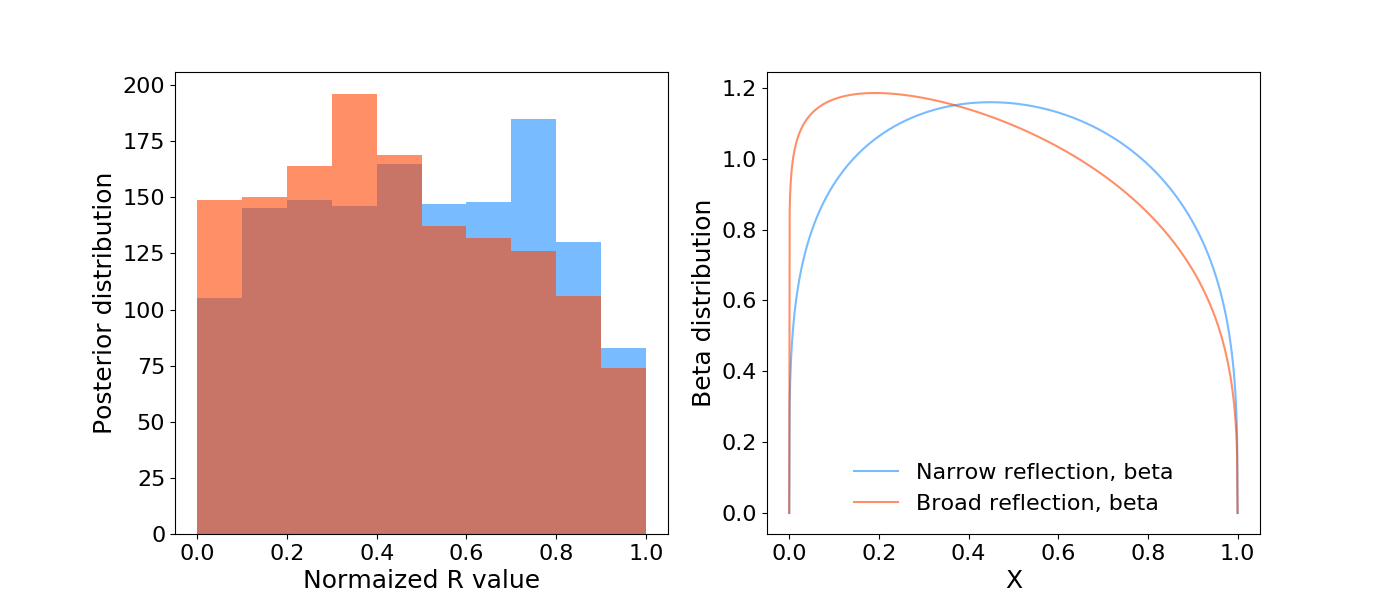 Posterior distribution
200
175
150
125
100
75
50
25
0
0.0 0.2 0.4 0.6 0.8 1.0
Normaized R value
Beta distribution
1.2
1.0
0.8
0.6
0.4
0.2
0.0
Narrow reflection, beta
Broad reflection, beta
0.0 0.2 0.4 0.6 0.8 1.0
X